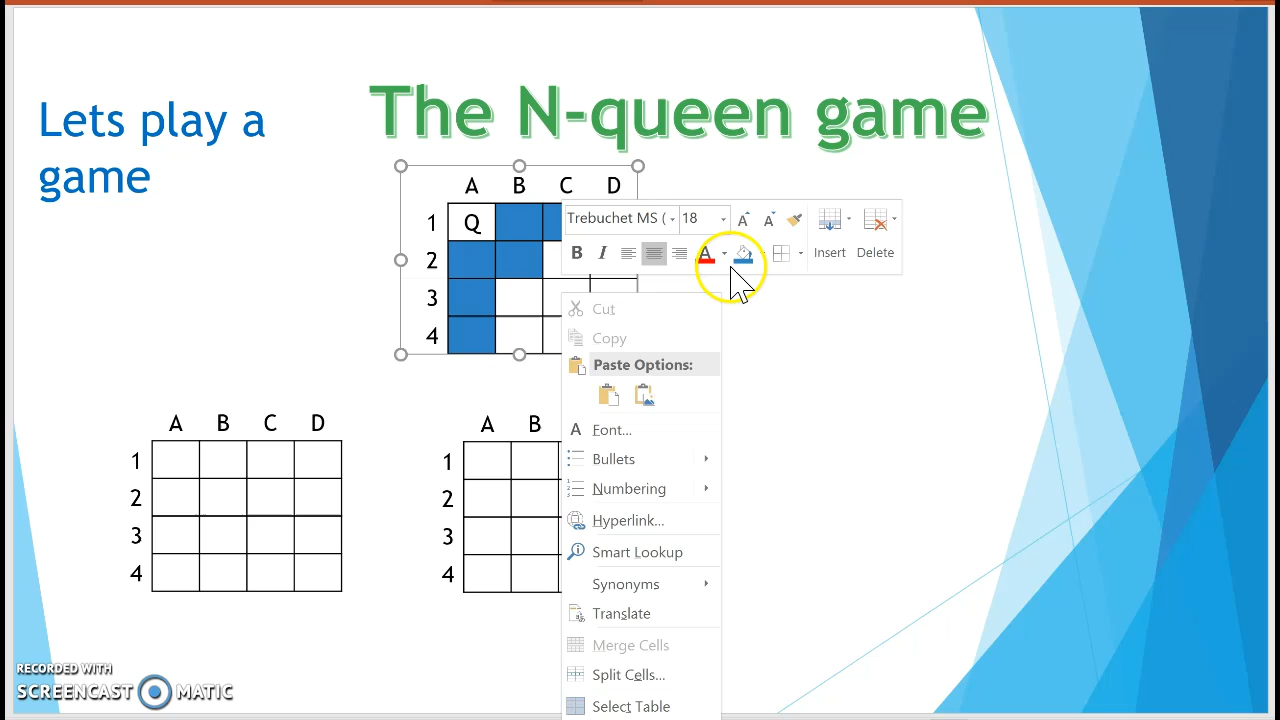 The N-queen game
Lets play a
game
A B C D
1 Q
2
3
4
Trebuchet MS ( 18
A A
B I A Insert Delete
Cut
Copy
Paste Options:
A Font...
Bullets
Numbering
Hyperlink...
Smart Lookup
Synonyms
Translate
Merge Cells
Split Cells...
Select Table
A B C D
1
2
3
4
A B
1
2
3
4
RECORDED WITH
SCREENCAST MATIC